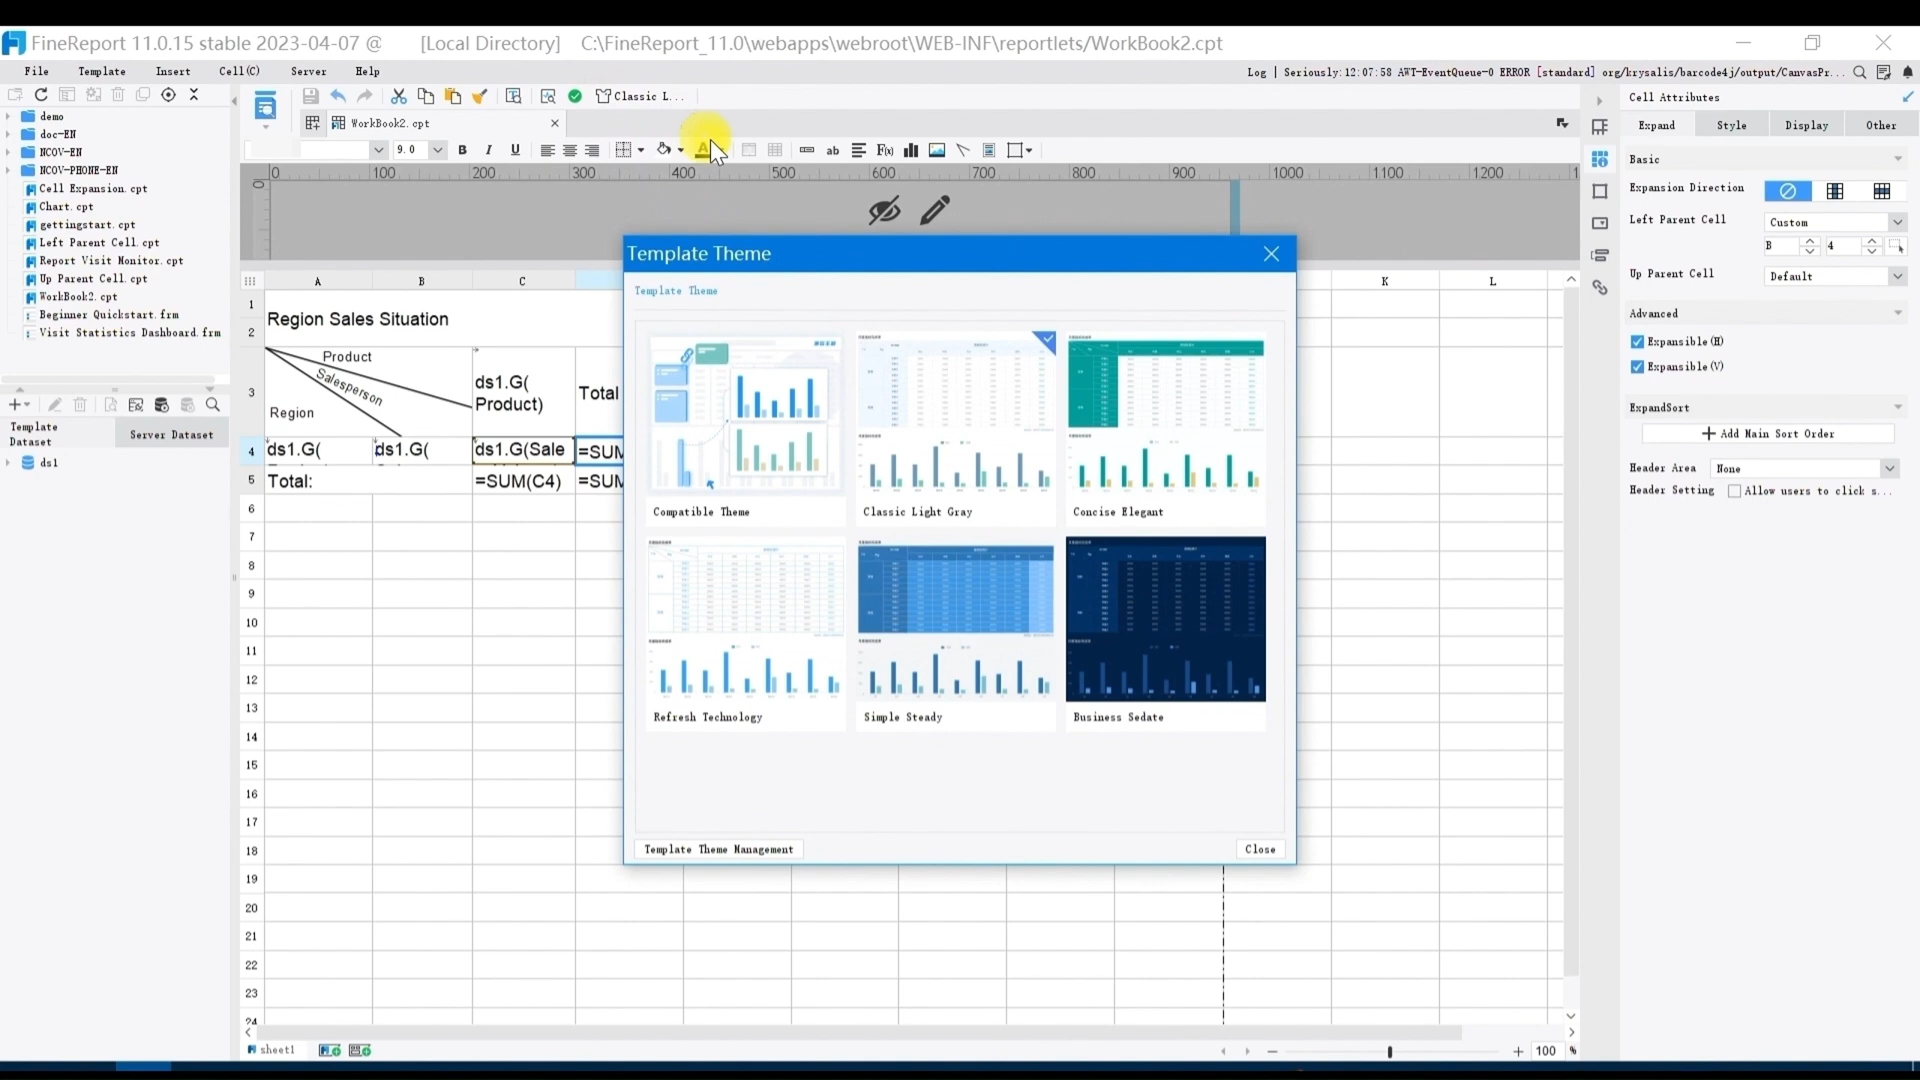 FineReport 11.0.15 stable 2023-04-07 @ [Local Directory] C:\FineReport_11.0\webapps\webroot\WEB-INF\reportlets/WorkBook2.cpt
File Template Insert Cell(C) Server Help
Log | Seriously:12:07:58 AWT-EventQueue-0 ERROR [standard] org/krysalis/barcode4j/output/CanvasPr...
Classic L...
WorkBook2.cpt
9.0 B I U
0 100 200 300 400 500 600 700 800 900 1000 1100 1200
demo
doc-EN
NCOV-EN
NCOV-PHONE-EN
Cell Expansion.cpt
Chart.cpt
gettingstart.cpt
Left Parent Cell.cpt
Report Visit Monitor.cpt
Up Parent Cell.cpt
WorkBook2.cpt
Beginner Quickstart.frm
Visit Statistics Dashboard.frm
Template Dataset
Server Dataset
ds1
A B C K L
1
2
3
4
5
6
7
8
9
10
11
12
13
14
15
16
17
18
19
20
21
22
23
24
Region Sales Situation
Product
Salesperson
Region
ds1.G(
Product)
Total
ds1.G( ds1.G( ds1.G(Sale =SUM
Total: =SUM(C4) =SUM
Template Theme
Template Theme
Compatible Theme
Classic Light Gray
Concise Elegant
Refresh Technology
Simple Steady
Business Sedate
Template Theme Management
Close
Cell Attributes
Expand Style Display Other
Basic
Expansion Direction
Left Parent Cell Custom
B 4
Up Parent Cell Default
Advanced
Expansible(H)
Expansible(V)
ExpandSort
Add Main Sort Order
Header Area None
Header Setting Allow users to click s...
sheet1
100 %